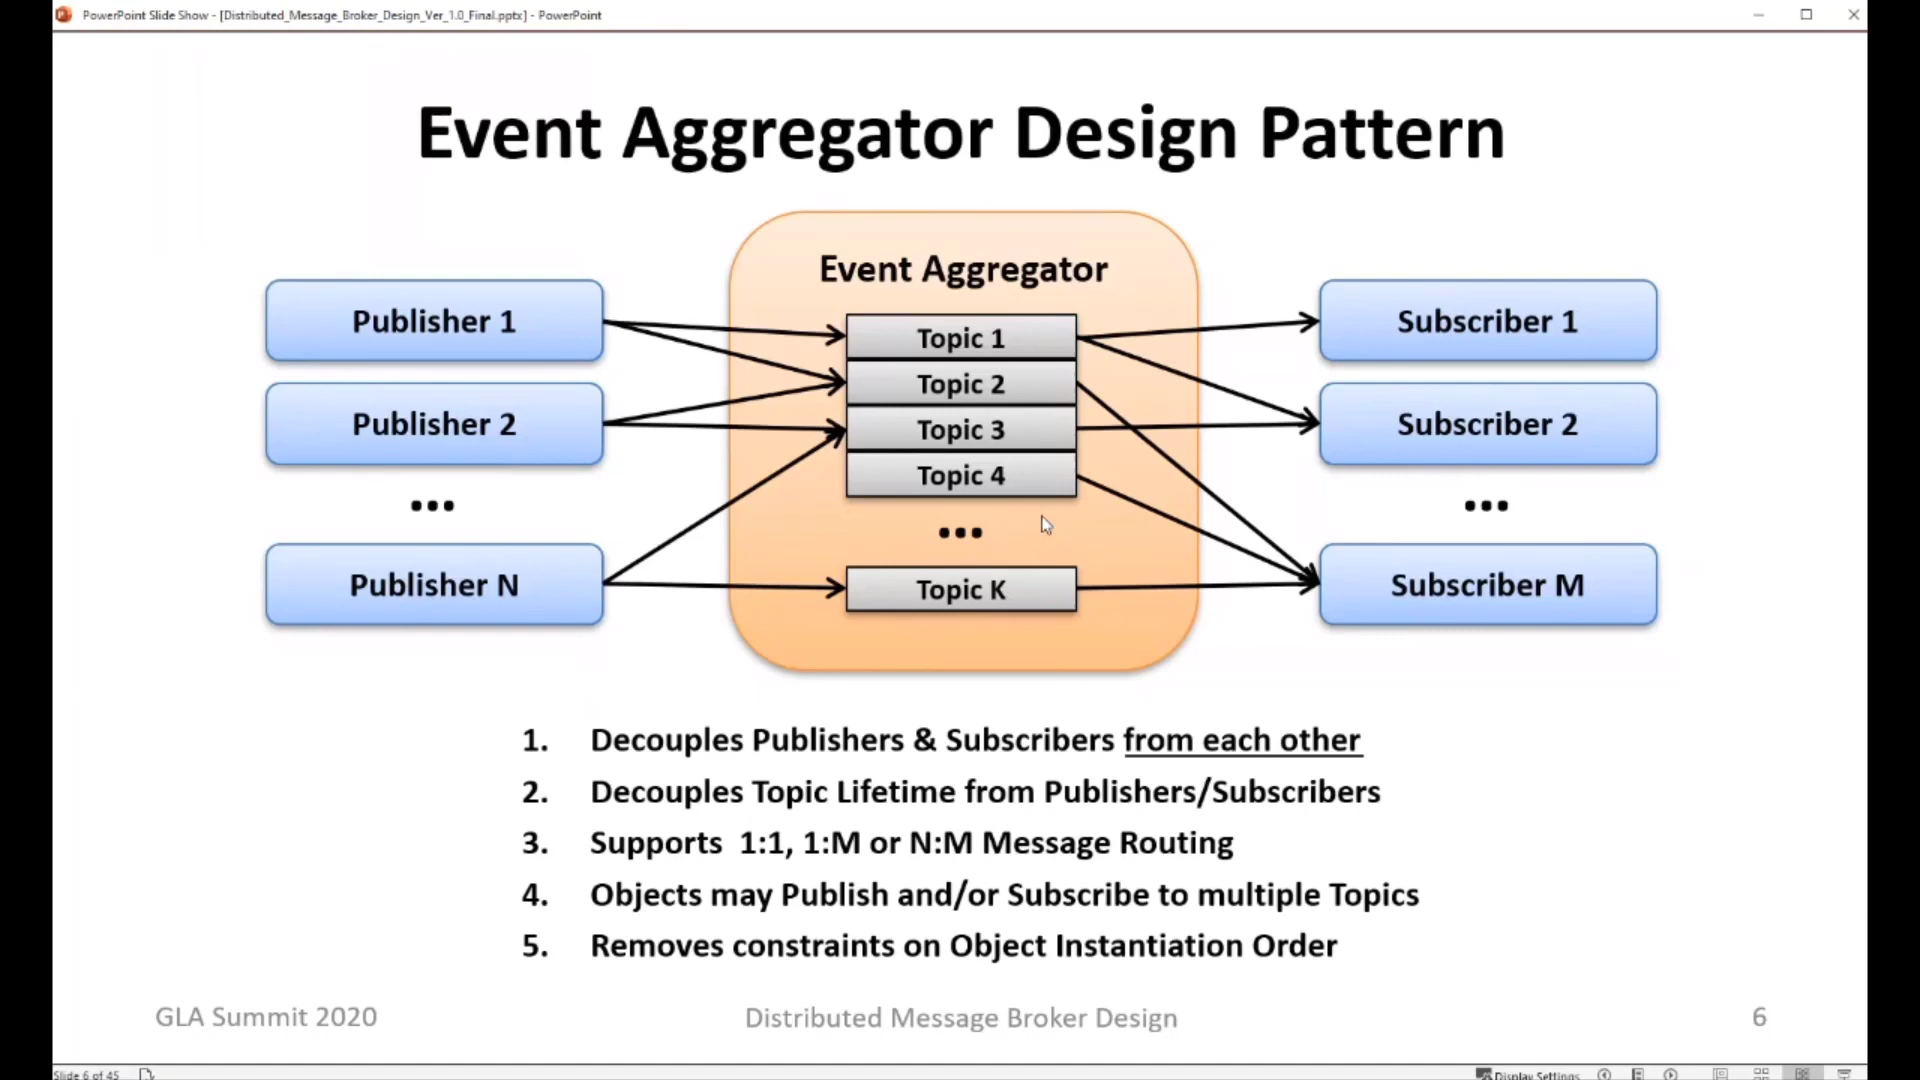 PowerPoint Slide Show - [Distributed_Message_Broker_Design_Ver_1.0_Final.pptx] - PowerPoint
Event Aggregator Design Pattern
Event Aggregator
Publisher 1
Publisher 2
...
Publisher N
Topic 1
Topic 2
Topic 3
Topic 4
...
Topic K
Subscriber 1
Subscriber 2
...
Subscriber M
1. Decouples Publishers & Subscribers from each other
2. Decouples Topic Lifetime from Publishers/Subscribers
3. Supports 1:1, 1:M or N:M Message Routing
4. Objects may Publish and/or Subscribe to multiple Topics
5. Removes constraints on Object Instantiation Order
GLA Summit 2020
Distributed Message Broker Design
6
Slide 6 of 45
Display Settings